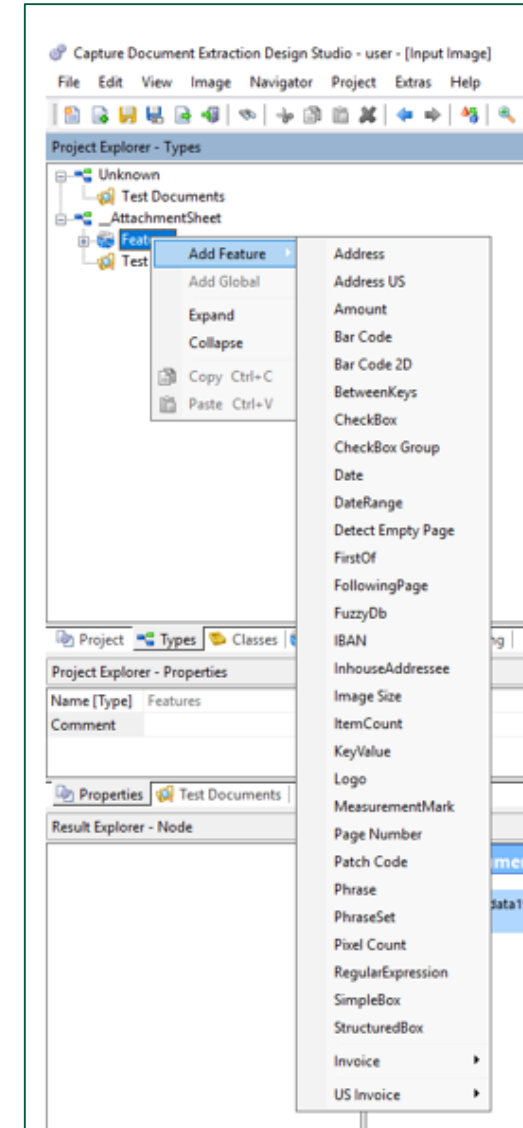 Capture Document Extraction Design Studio - user - [Input Image]
File Edit View Image Navigator Project Extras Help
Project Explorer - Types
Unknown
Test Documents
__AttachmentSheet
Test
Add Feature
Add Global
Expand
Collapse
Copy Ctrl+C
Paste Ctrl+V
Address
Address US
Amount
Bar Code
Bar Code 2D
BetweenKeys
CheckBox
CheckBox Group
Date
DateRange
Detect Empty Page
FirstOf
FollowingPage
FuzzyDb
IBAN
InhouseAddressee
Image Size
ItemCount
KeyValue
Logo
MeasurementMark
Page Number
Patch Code
Phrase
PhraseSet
Pixel Count
RegularExpression
SimpleBox
StructuredBox
Invoice
US Invoice
Project Types Classes
Project Explorer - Properties
Name [Type] Features
Comment
Properties Test Documents
Result Explorer - Node